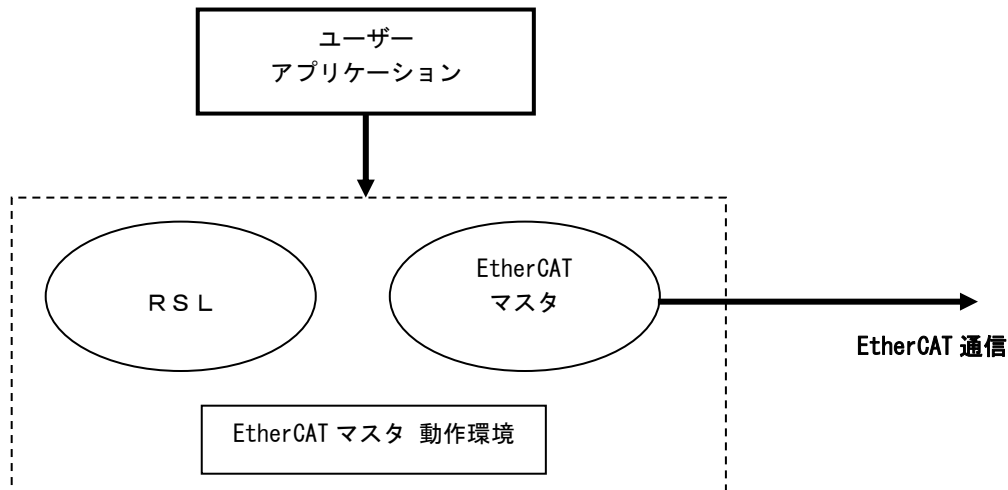 ユーザー
アプリケーション
RSL
EtherCAT
マスタ
EtherCAT 通信
EtherCAT マスタ 動作環境